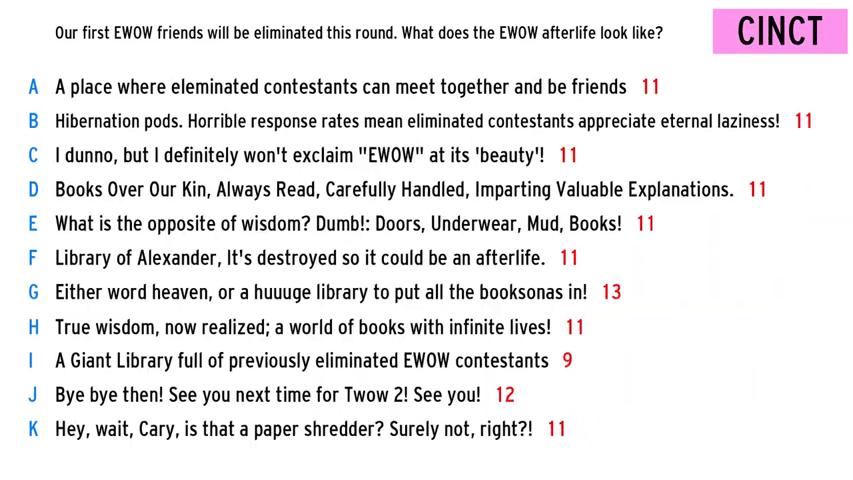 Our first EWOW friends will be eliminated this round. What does the EWOW afterlife look like?
CINCT
A A place where eleminated contestants can meet together and be friends 11
B Hibernation pods. Horrible response rates mean eliminated contestants appreciate eternal laziness! 11
C I dunno, but I definitely won't exclaim "EWOW" at its 'beauty'! 11
D Books Over Our Kin, Always Read, Carefully Handled, Imparting Valuable Explanations. 11
E What is the opposite of wisdom? Dumb!: Doors, Underwear, Mud, Books! 11
F Library of Alexander, It's destroyed so it could be an afterlife. 11
G Either word heaven, or a huuuge library to put all the booksonas in! 13
H True wisdom, now realized; a world of books with infinite lives! 11
I A Giant Library full of previously eliminated EWOW contestants 9
J Bye bye then! See you next time for Twow 2! See you! 12
K Hey, wait, Cary, is that a paper shredder? Surely not, right?! 11